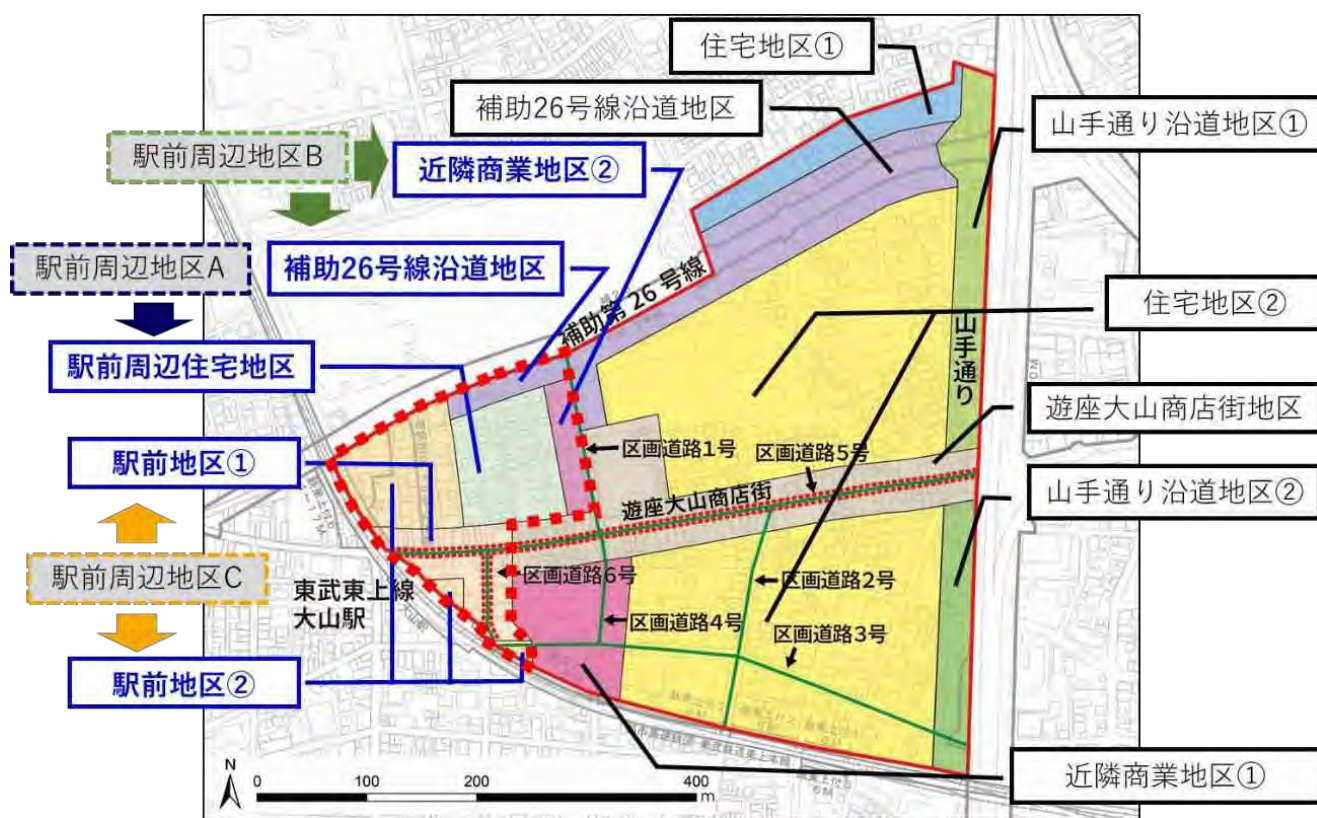 住宅地区①
補助26号線沿道地区
山手通り沿道地区①
駅前周辺地区B
近隣商業地区②
補助26号線沿道地区
駅前周辺地区A
補助第26号線
住宅地区②
駅前周辺住宅地区
山手通り
遊座大山商店街地区
駅前地区①
区画道路1号
区画道路5号
遊座大山商店街
山手通り沿道地区②
駅前周辺地区C
東武東上線
大山駅
区画道路6号
区画道路2号
区画道路4号
区画道路3号
駅前地区②
近隣商業地区①
N
0 100 200 400
m